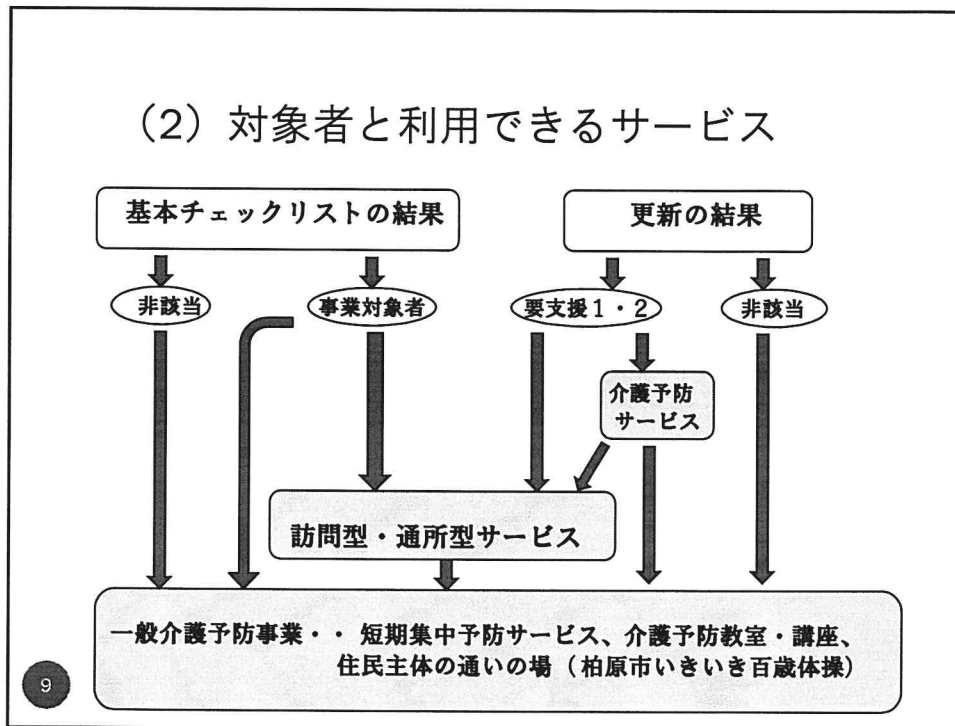 （2）対象者と利用できるサービス
基本チェックリストの結果
更新の結果
非該当
事業対象者
要支援１・２
非該当
介護予防
サービス
訪問型・通所型サービス
一般介護予防事業・・ 短期集中予防サービス、介護予防教室・講座、
住民主体の通いの場（柏原市いきいき百歳体操）
9